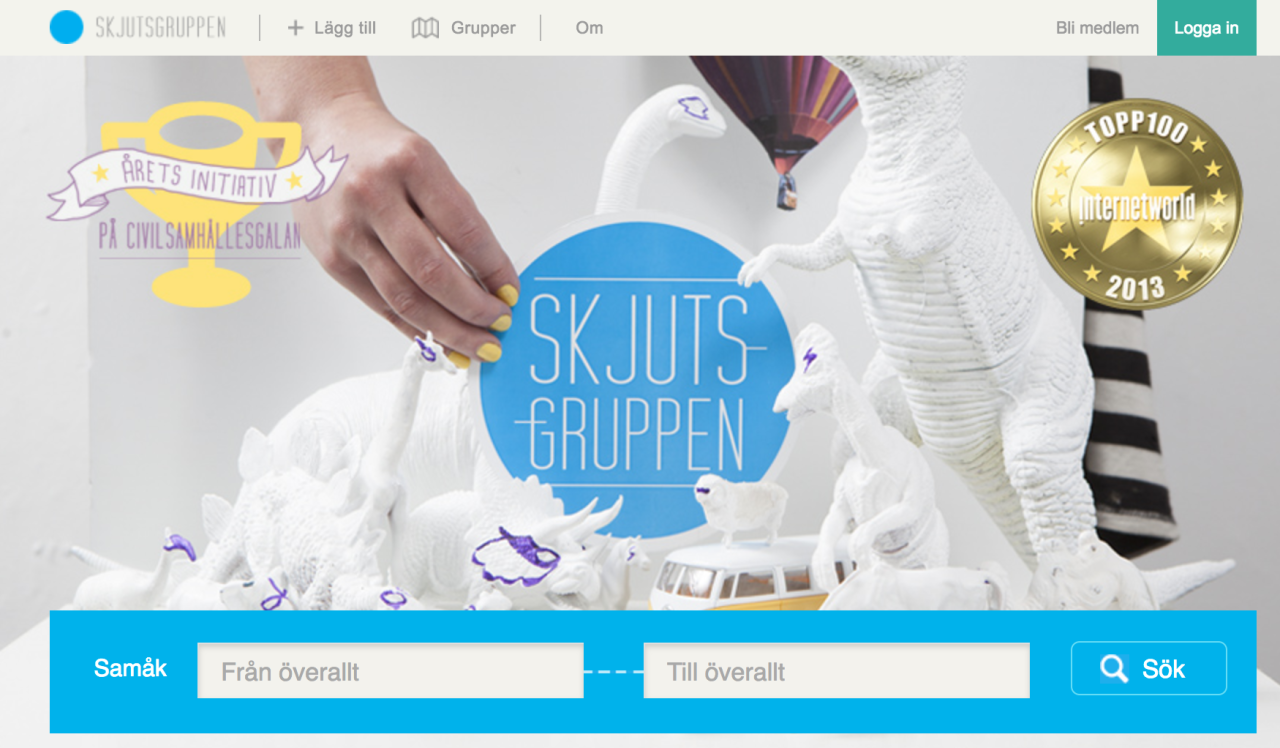 SKJUTSGRUPPEN
Lägg till
Grupper
Om
Bli medlem
Logga in
ÅRETS INITIATIV
PÅ CIVILSAMHÄLLESGALAN
TOPP100
internetworld
2013
SKJUTS-
GRUPPEN
Samåk
Från överallt
Till överallt
Sök